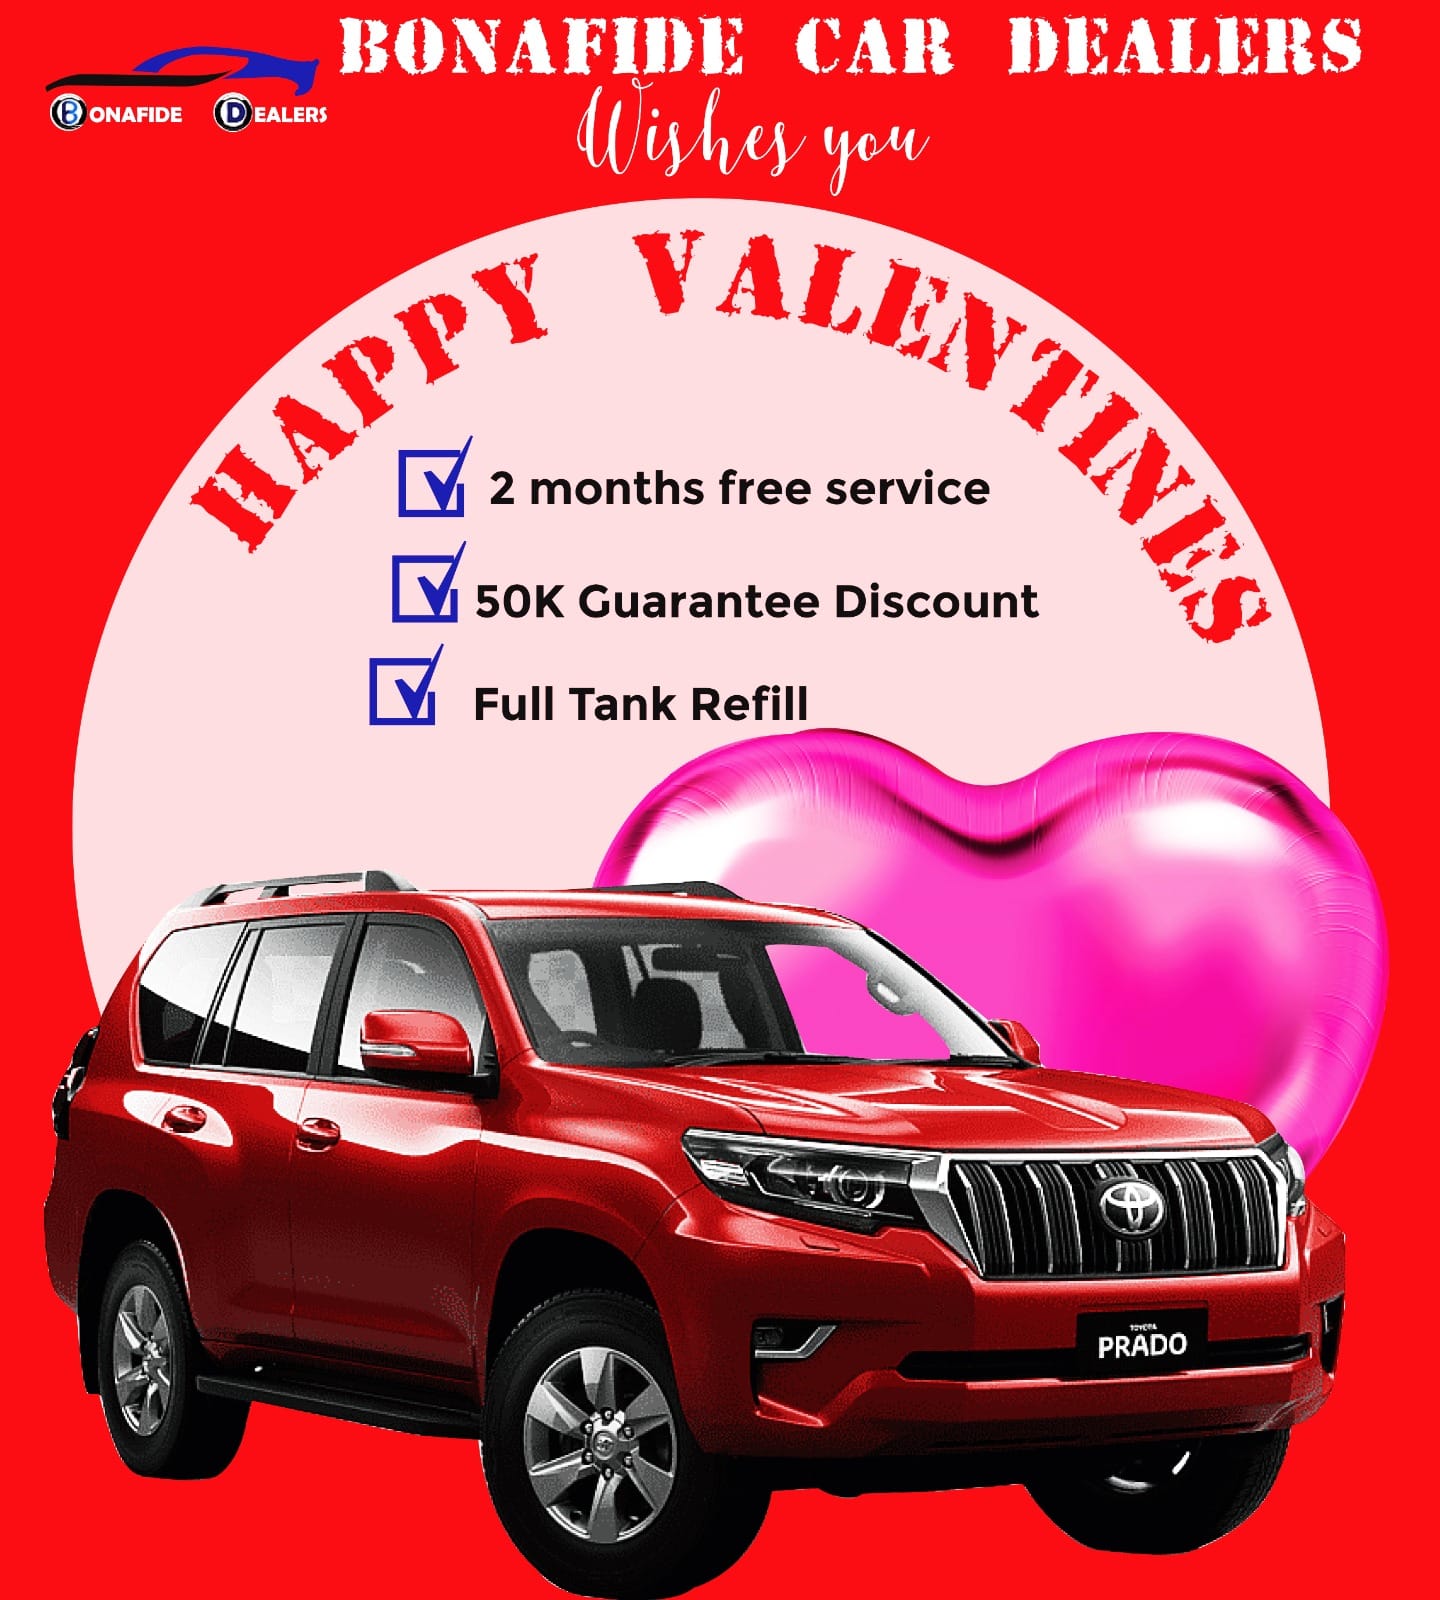 BONAFIDE CAR DEALERS
BONAFIDE DEALERS
Wishes you
HAPPY VALENTINES
2 months free service
50K Guarantee Discount
Full Tank Refill
TOYOTA
PRADO